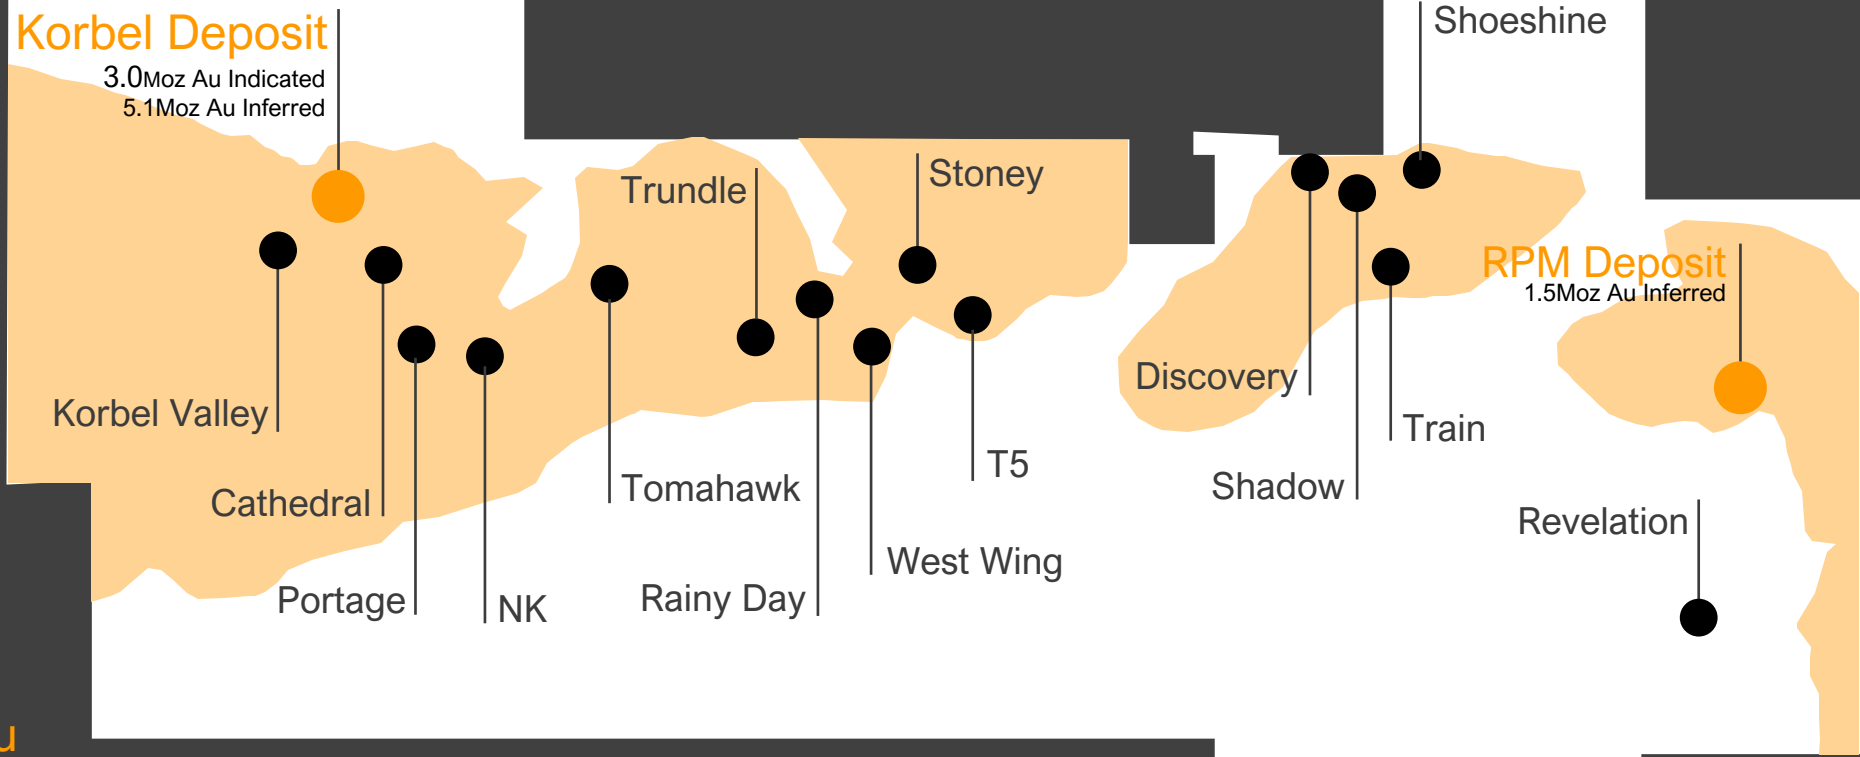 Korbel Deposit
3.0Moz Au Indicated
5.1Moz Au Inferred
Shoeshine
Trundle
Stoney
RPM Deposit
1.5Moz Au Inferred
Discovery
Korbel Valley
Train
T5
Cathedral
Tomahawk
Shadow
Revelation
West Wing
Portage
NK
Rainy Day
u